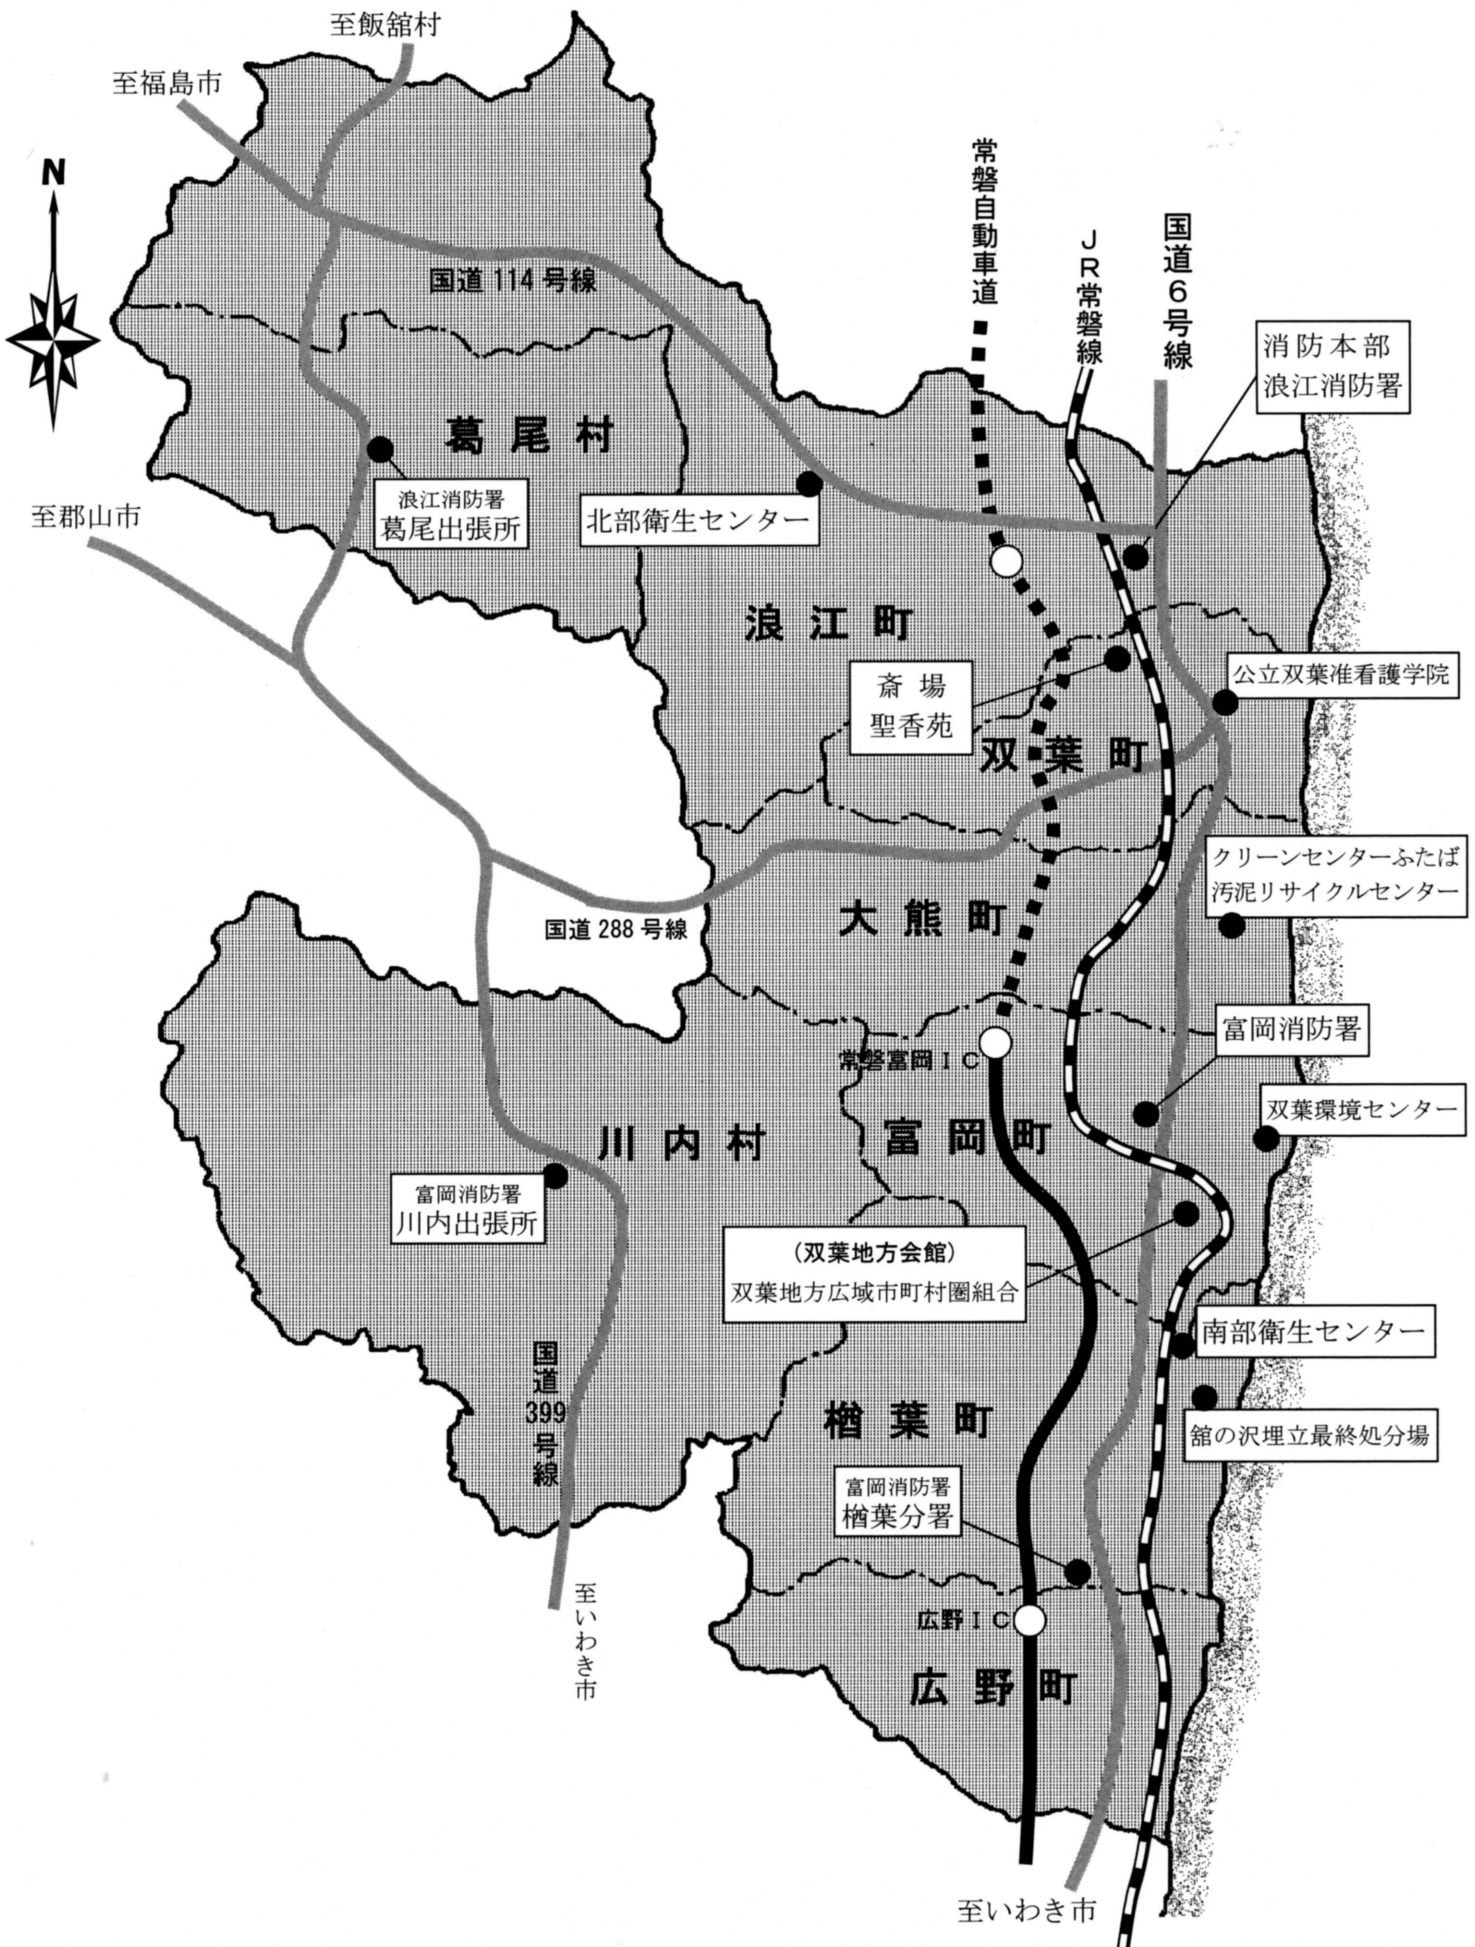 至飯舘村
至福島市
N
常磐自動車道
JR常磐線
国道6号線
国道114号線
消防本部
浪江消防署
葛尾村
浪江消防署
葛尾出張所
北部衛生センター
至郡山市
浪江町
斎場
聖香苑
公立双葉准看護学院
双葉町
クリーンセンターふたば
汚泥リサイクルセンター
大熊町
国道288号線
富岡消防署
常磐富岡IC
双葉環境センター
川内村
富岡町
富岡消防署
川内出張所
(双葉地方会館)
双葉地方広域市町村圏組合
南部衛生センター
国道399号線
楢葉町
舘の沢埋立最終処分場
富岡消防署
楢葉分署
至いわき市
広野IC
広野町
至いわき市